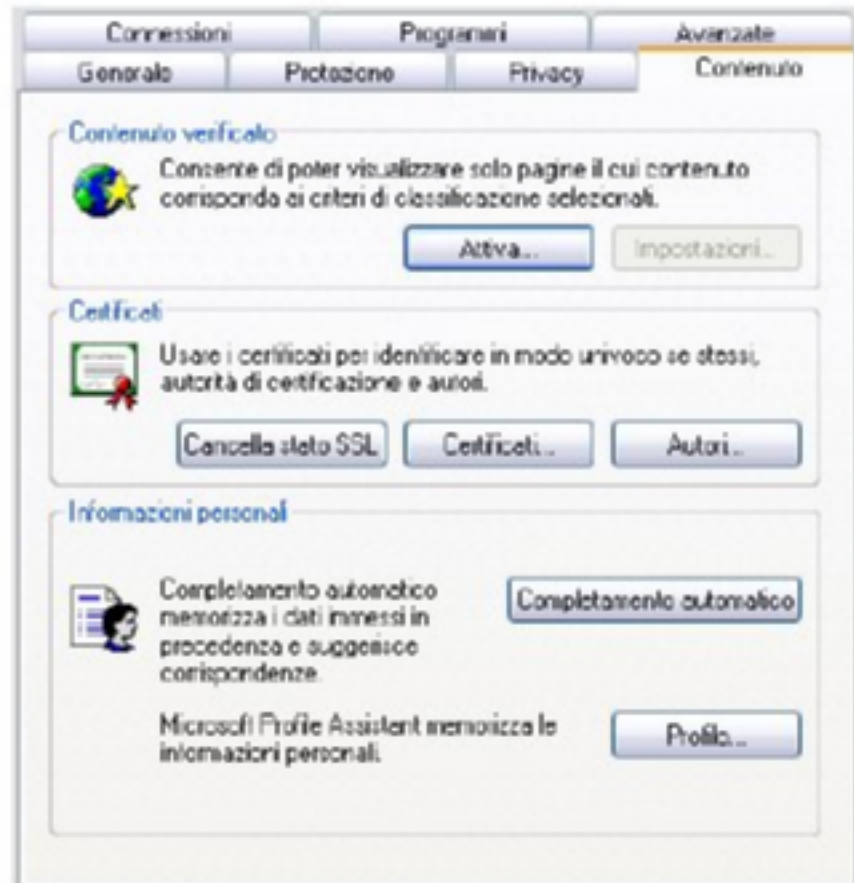 Connessioni Programmi Avanzate
Generale Protezione Privacy Contenuto
Contenuto verificato
Consente di poter visualizzare solo pagine il cui contenuto
corrisponda ai criteri di classificazione selezionati.
Attiva... Impostazioni...
Certificati
Usare i certificati per identificare in modo univoco se stessi,
autorità di certificazione e autori.
Cancella stato SSL Certificati... Autori...
Informazioni personali
Completamento automatico
memorizza i dati immessi in
precedenza e suggerisce
corrispondenze.
Completamento automatico
Microsoft Profile Assistant memorizza le
informazioni personali.
Profilo...